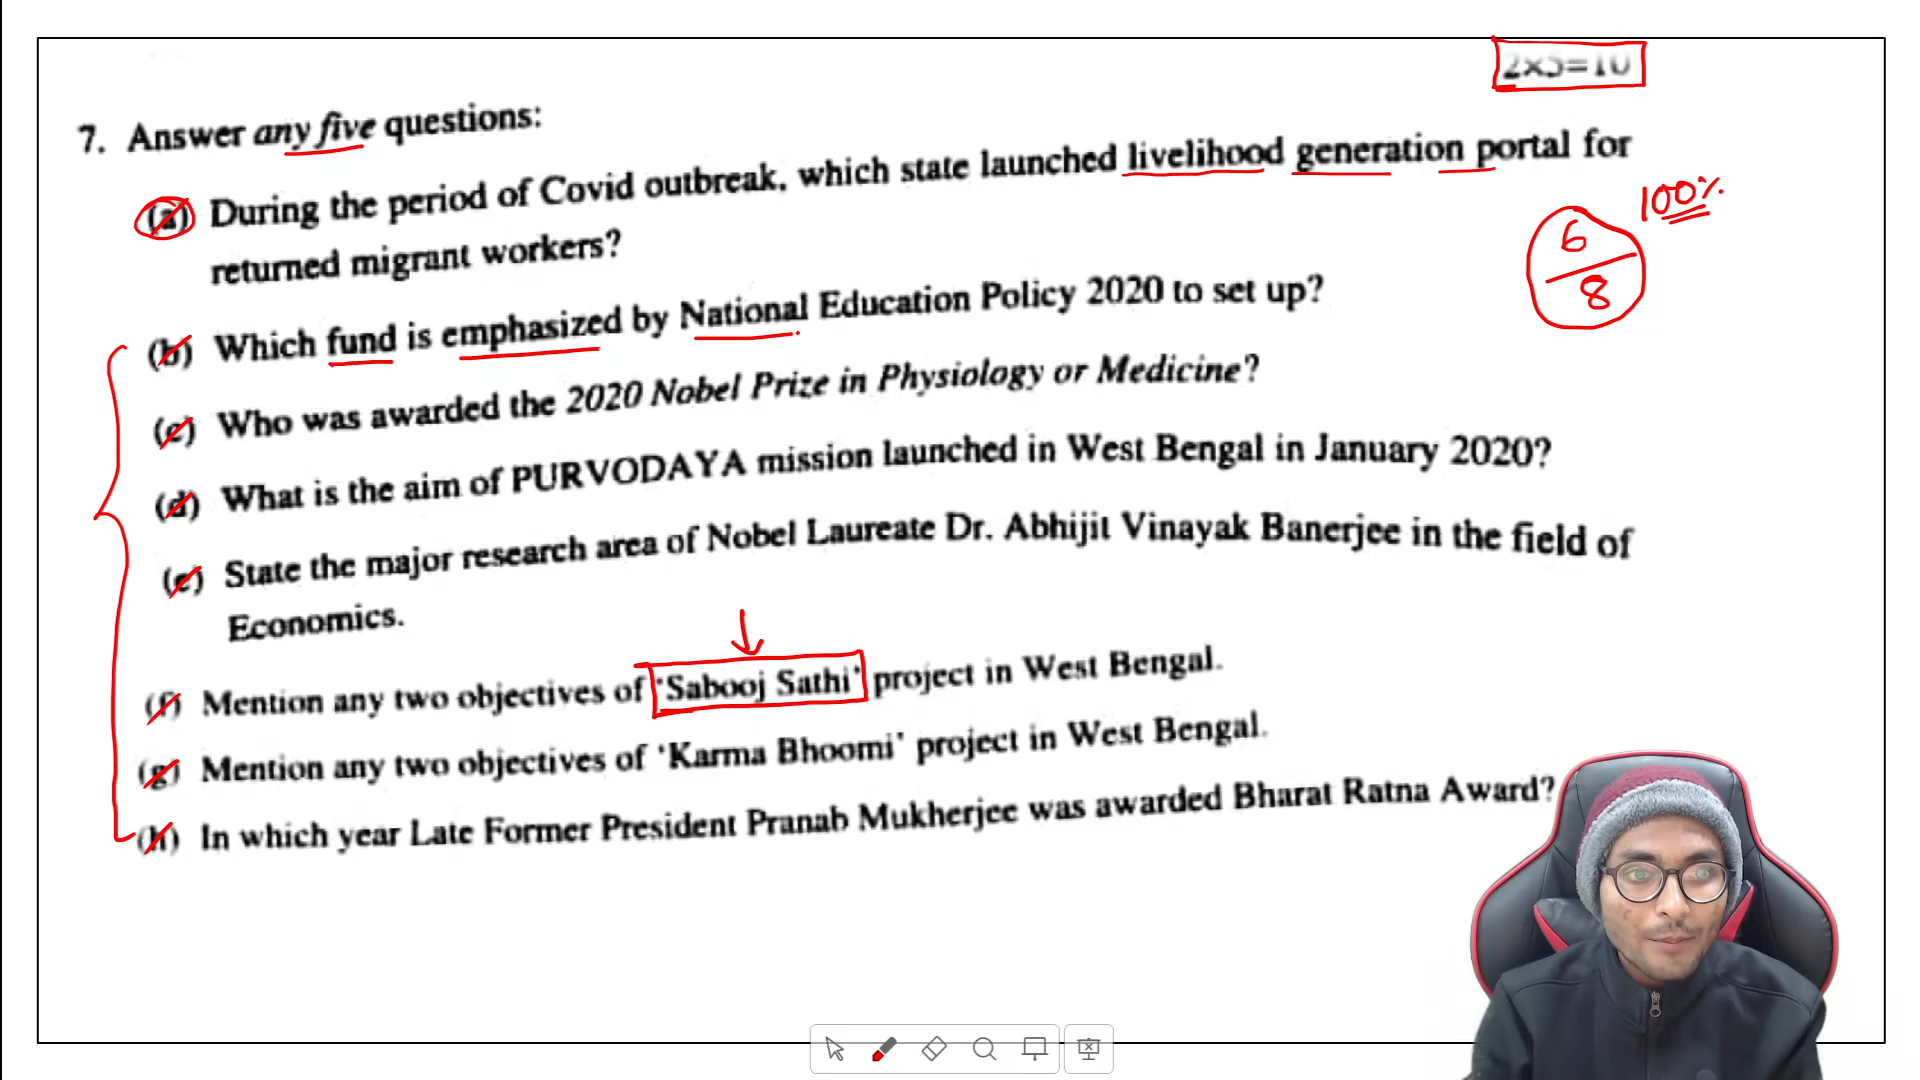 2×5=10
7. Answer any five questions:
(a) During the period of Covid outbreak, which state launched livelihood generation portal for
returned migrant workers?
100%
6
8
(b) Which fund is emphasized by National Education Policy 2020 to set up?
(c) Who was awarded the 2020 Nobel Prize in Physiology or Medicine?
(d) What is the aim of PURVODAYA mission launched in West Bengal in January 2020?
(e) State the major research area of Nobel Laureate Dr. Abhijit Vinayak Banerjee in the field of
Economics.
(f) Mention any two objectives of 'Sabooj Sathi' project in West Bengal.
(g) Mention any two objectives of 'Karma Bhoomi' project in West Bengal.
(h) In which year Late Former President Pranab Mukherjee was awarded Bharat Ratna Award?